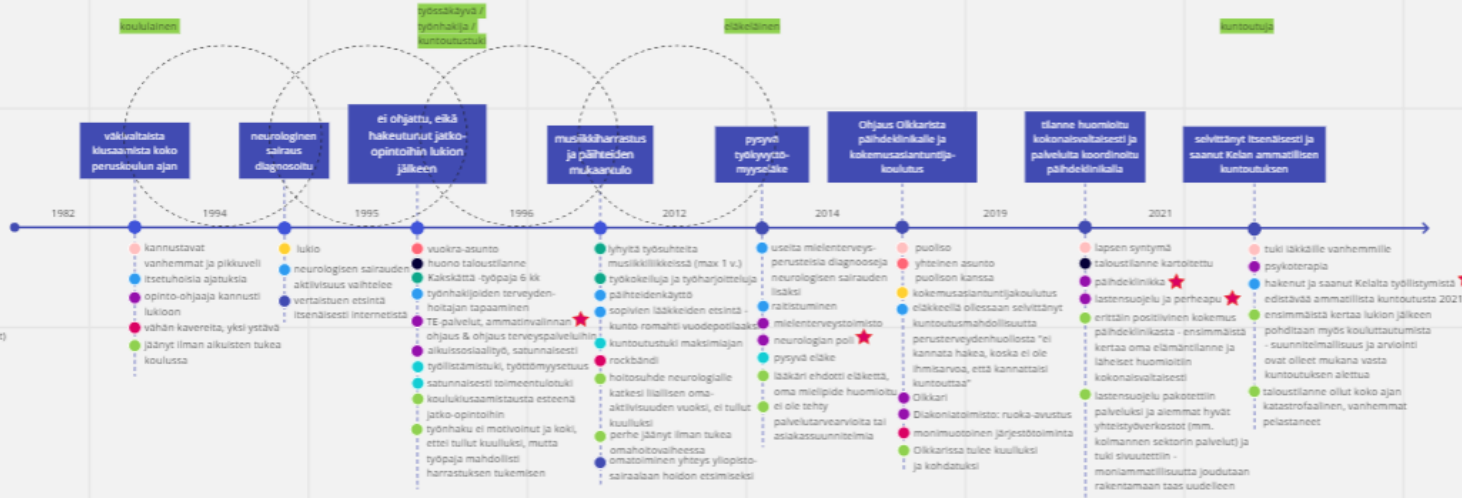 koululainen
työssäkäyvä /
työnhakija /
kuntoutustuki
eläkeläinen
kuntoutuja
väkivaltaista
kiusaamista koko
peruskoulun ajan
neurologinen
sairaus
diagnosoitu
ei ohjattu, eikä
hakeutunut jatko-
opintoihin lukion
jälkeen
musiikkiharrastus
ja päihteiden
mukaantulo
pysyvä
työkyvyttö-
myyseläke
Ohjaus Olkkarista
päihdeklinikalle ja
kokemusasiantuntija-
koulutus
tilanne huomioitu
kokonaisvaltaisesti ja
palveluita koordinoitu
päihdeklinikalla
selvittänyt itsenäisesti ja
saanut Kelan ammatillisen
kuntoutuksen
1982
1994
1995
1996
2012
2014
2019
2021
kannustavat
vanhemmat ja pikkuveli
itsetuhoisia ajatuksia
opinto-ohjaaja kannusti
lukioon
vähän kavereita, yksi ystävä
jäänyt ilman aikuisten tukea
koulussa
lukio
neurologisen sairauden
aktiivisuus vaihtelee
vertaistuen etsintä
itsenäisesti internetistä
vuokra-asunto
huono taloustilanne
Kakskättä -työpaja 6 kk
työnhakijoiden terveyden-
hoitajan tapaaminen
TE-palvelut, ammatinvalinnan
ohjaus & ohjaus terveyspalveluihin
aikuissosiaalityö, satunnaisesti
työllistämistuki, työttömyysetuus
satunnaisesti toimeentulotuki
koulukiusaamistausta esteenä
jatko-opintoihin
työnhaku ei motivoinut ja koki,
ettei tullut kuulluksi, mutta
työpaja mahdollisti
harrastuksen tukemisen
lyhyitä työsuhteita
musiikkiliikkeissä (max 1 v.)
työkokeiluja ja työharjoitteluja
päihteidenkäyttö
sopivien lääkkeiden etsintä -
kunto romahti vuodepotilaaks
kuntoutustuki maksimiajan
rockbändi
hoitosuhde neurologialle
katkesi liiallisen oma-
aktiivisuuden vuoksi, ei tullut
kuulluksi
perhe jäänyt ilman tukea
omahoitovaiheessa
omatoiminen yhteys yliopisto-
sairaalaan hoidon etsimiseksi
useita mielenterveys-
perusteisia diagnooseja
neurologisen sairauden
lisäksi
raitistuminen
mielenterveystoimisto
neurologian poli
pysyvä eläke
lääkäri ehdotti eläkettä,
oma mielipide huomioitu
ei ole tehty
palvelutarvearvioita tai
asiakassuunnitelmia
puoliso
yhteinen asunto
puolison kanssa
kokemusasiantuntijakoulutus
eläkkeellä ollessaan selvittänyt
kuntoutusmahdollisuutta
perusterveydenhuollosta "ei
kannata hakea, koska ei ole
ihmisarvoa, että kannattaisi
kuntouttaa"
Olkkari
Diakoniatoimisto: ruoka-avustus
monimuotoinen järjestötoiminta
Olkkarissa tulee kuulluksi
ja kohdatuksi
lapsen syntymä
taloustilanne kartoitettu
päihdeklinikka
lastensuojelu ja perheapu
erittäin positiivinen kokemus
päihdeklinikasta - ensimmäistä
kertaa oma elämäntilanne ja
läheiset huomioitiin
kokonaisvaltaisesti
lastensuojelu pakotettiin
palveluksi ja aiemmat hyvät
yhteistyöverkostot (mm.
kolmannen sektorin palvelut) ja
tuki sivuutettiin -
moniammatillisuutta joudutaan
rakentamaan taas uudelleen
tuki iäkkäille vanhemmille
psykoterapia
hakenut ja saanut Kelalta työllistymistä
edistävää ammatillista kuntoutusta 2021
ensimmäistä kertaa lukion jälkeen
pohditaan myös kouluttautumista
- suunnitelmallisuus ja arviointi
ovat olleet mukana vasta
kuntoutuksen alettua
taloustilanne ollut koko ajan
katastrofaalinen, vanhemmat
pelastaneet